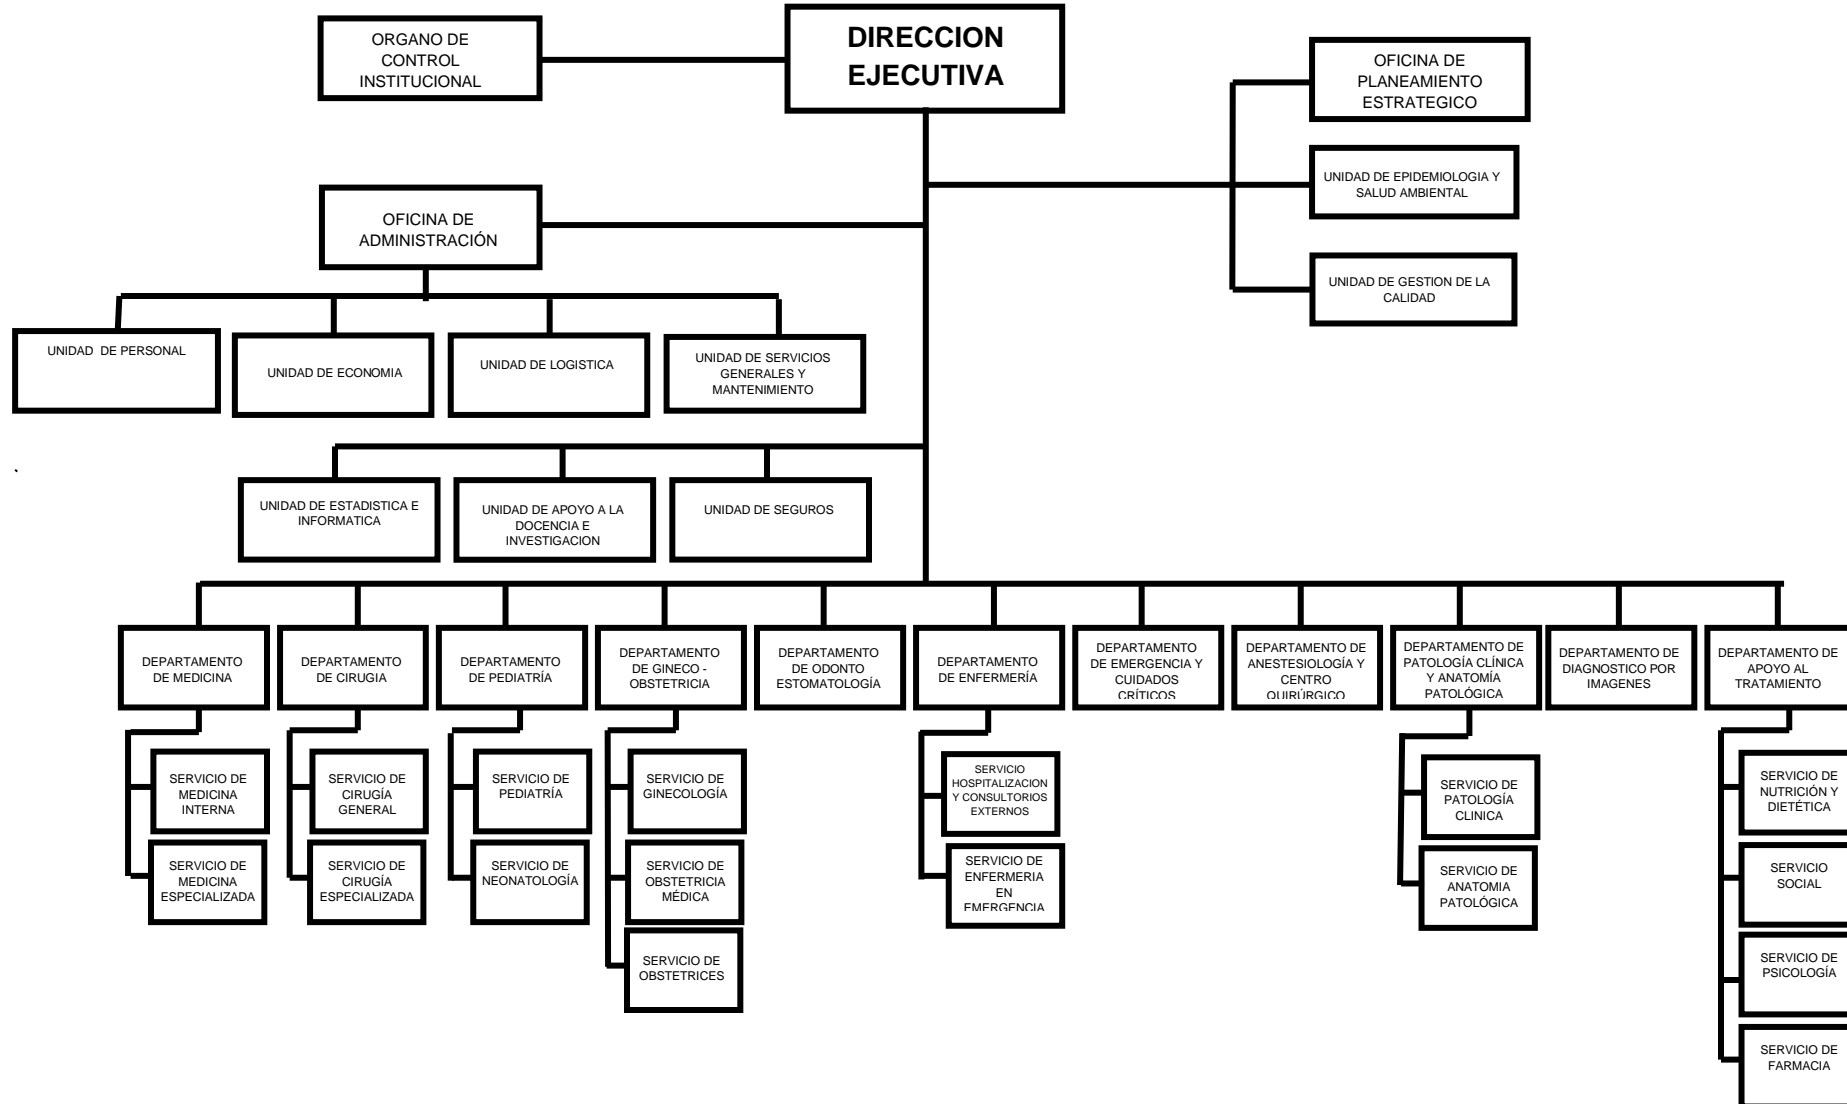 ORGANO DE
CONTROL
INSTITUCIONAL
DIRECCION
EJECUTIVA
OFICINA DE
PLANEAMIENTO
ESTRATEGICO
UNIDAD DE EPIDEMIOLOGIA Y
SALUD AMBIENTAL
OFICINA DE
ADMINISTRACIÓN
UNIDAD DE GESTION DE LA
CALIDAD
UNIDAD DE PERSONAL
UNIDAD DE ECONOMIA
UNIDAD DE LOGISTICA
UNIDAD DE SERVICIOS
GENERALES Y
MANTENIMIENTO
UNIDAD DE ESTADISTICA E
INFORMATICA
UNIDAD DE APOYO A LA
DOCENCIA E
INVESTIGACION
UNIDAD DE SEGUROS
DEPARTAMENTO
DE MEDICINA
DEPARTAMENTO
DE CIRUGIA
DEPARTAMENTO
DE PEDIATRÍA
DEPARTAMENTO
DE GINECO -
OBSTETRICIA
DEPARTAMENTO
DE ODONTO
ESTOMATOLOGÍA
DEPARTAMENTO
DE ENFERMERÍA
DEPARTAMENTO
DE EMERGENCIA Y
CUIDADOS
CRÍTICOS
DEPARTAMENTO DE
ANESTESIOLOGÍA Y
CENTRO
QUIRÚRGICO
DEPARTAMENTO DE
PATOLOGÍA CLÍNICA
Y ANATOMÍA
PATOLÓGICA
DEPARTAMENTO DE
DIAGNOSTICO POR
IMAGENES
DEPARTAMENTO DE
APOYO AL
TRATAMIENTO
SERVICIO DE
MEDICINA
INTERNA
SERVICIO DE
CIRUGÍA
GENERAL
SERVICIO DE
PEDIATRÍA
SERVICIO DE
GINECOLOGÍA
SERVICIO
HOSPITALIZACION
Y CONSULTORIOS
EXTERNOS
SERVICIO DE
PATOLOGÍA
CLINICA
SERVICIO DE
NUTRICIÓN Y
DIETÉTICA
SERVICIO DE
MEDICINA
ESPECIALIZADA
SERVICIO DE
CIRUGÍA
ESPECIALIZADA
SERVICIO DE
NEONATOLOGÍA
SERVICIO DE
OBSTETRICIA
MÉDICA
SERVICIO DE
ENFERMERIA
EN
EMERGENCIA
SERVICIO DE
ANATOMIA
PATOLÓGICA
SERVICIO
SOCIAL
SERVICIO DE
OBSTETRICES
SERVICIO DE
PSICOLOGÍA
SERVICIO DE
FARMACIA